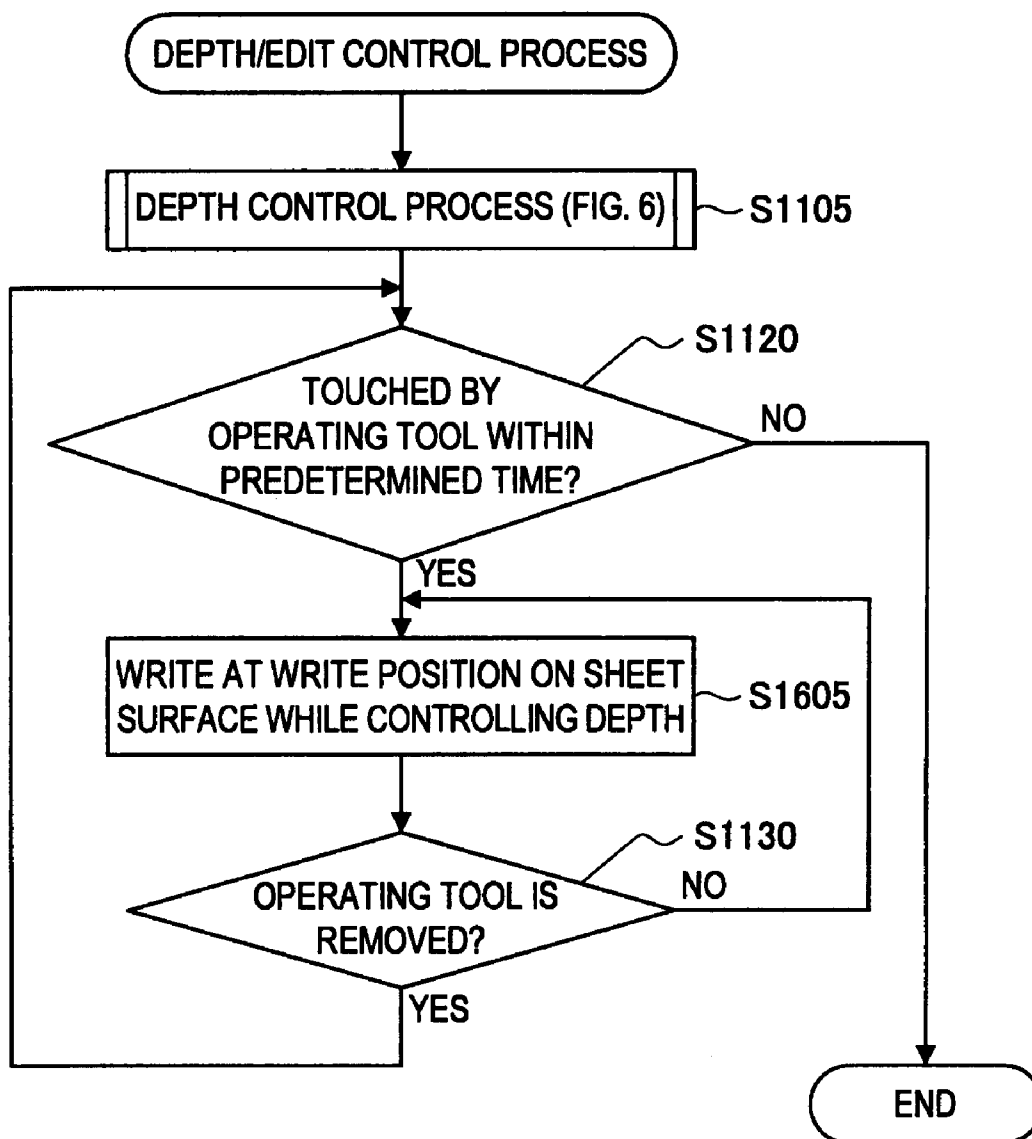 DEPTH/EDIT CONTROL PROCESS
DEPTH CONTROL PROCESS (FIG. 6)
S1105
S1120
TOUCHED BY
OPERATING TOOL WITHIN
PREDETERMINED TIME?
NO
YES
WRITE AT WRITE POSITION ON SHEET
SURFACE WHILE CONTROLLING DEPTH
S1605
S1130
OPERATING TOOL IS
REMOVED?
NO
YES
END